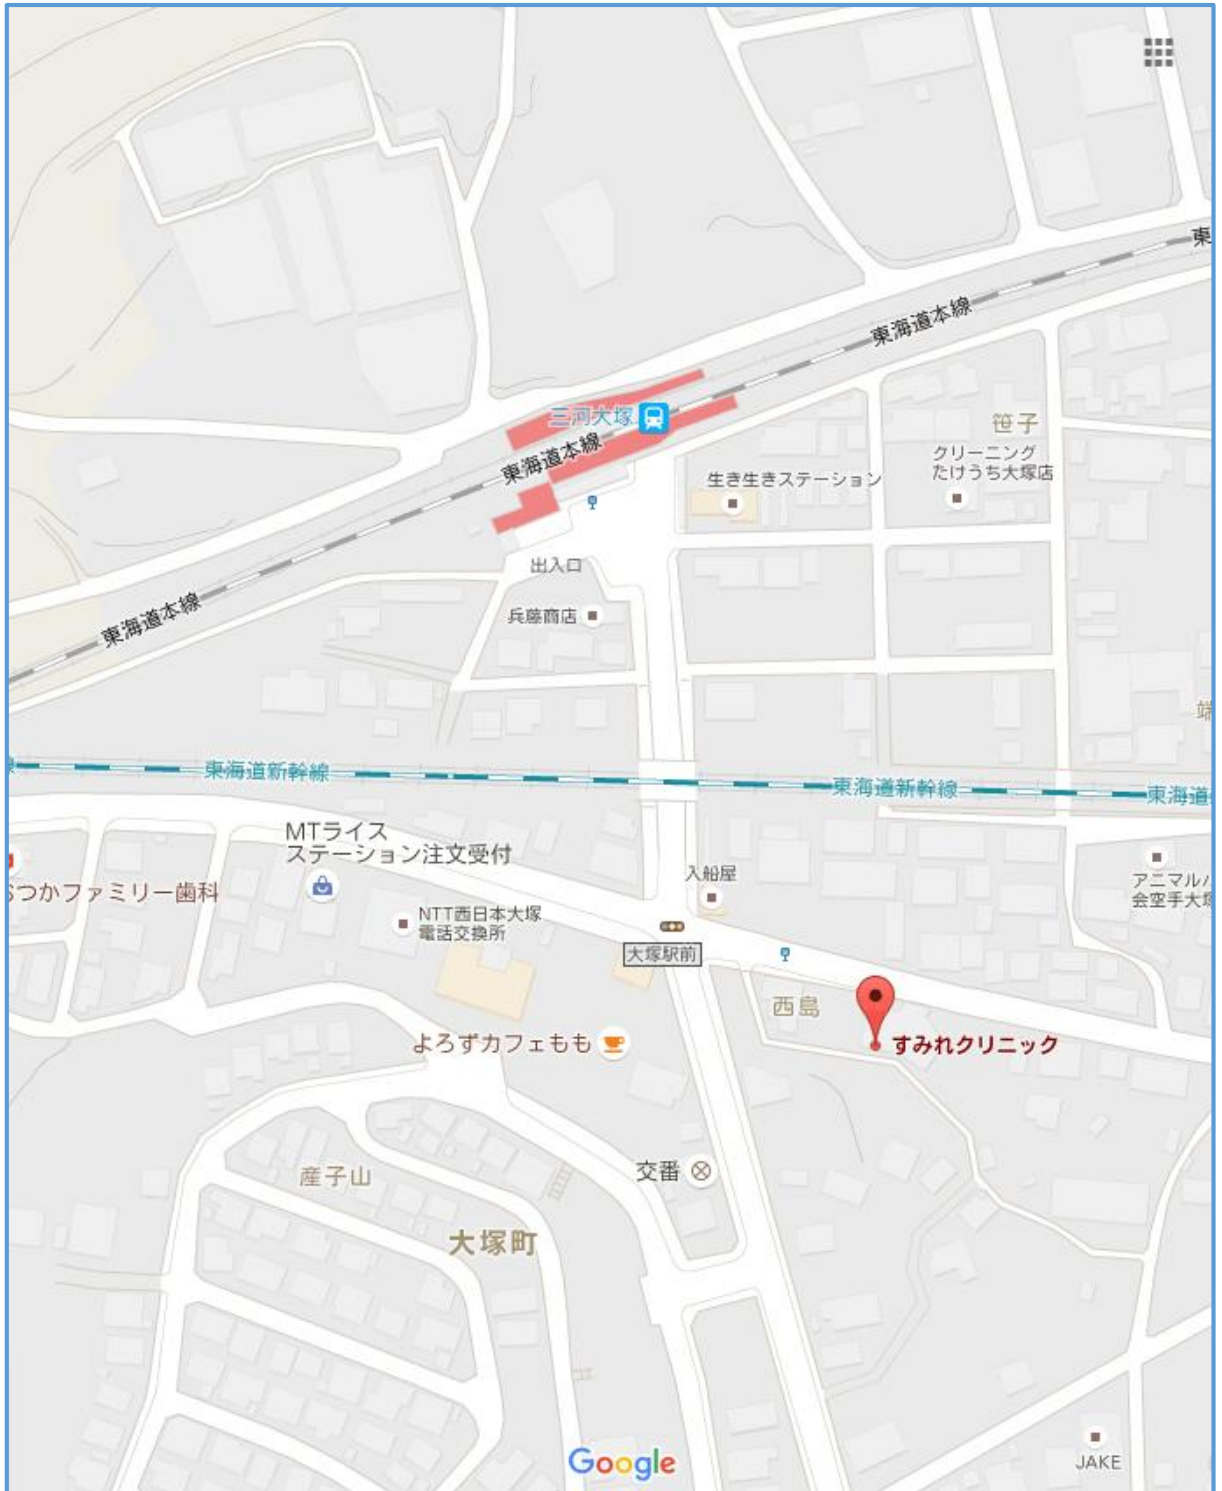 東
東海道本線
三河大塚
笹子
東海道本線
クリーニング
たけうち大塚店
生き生きステーション
出入口
兵藤商店
東海道本線
端
線
東海道新幹線
東海道新幹線
東海道
MTライス
ステーション注文受付
入船屋
つかファミリー歯科
アニマル
会空手大塚
NTT西日本大塚
電話交換所
大塚駅前
西島
よろずカフェもも
すみれクリニック
交番
産子山
大塚町
JAKE
Google